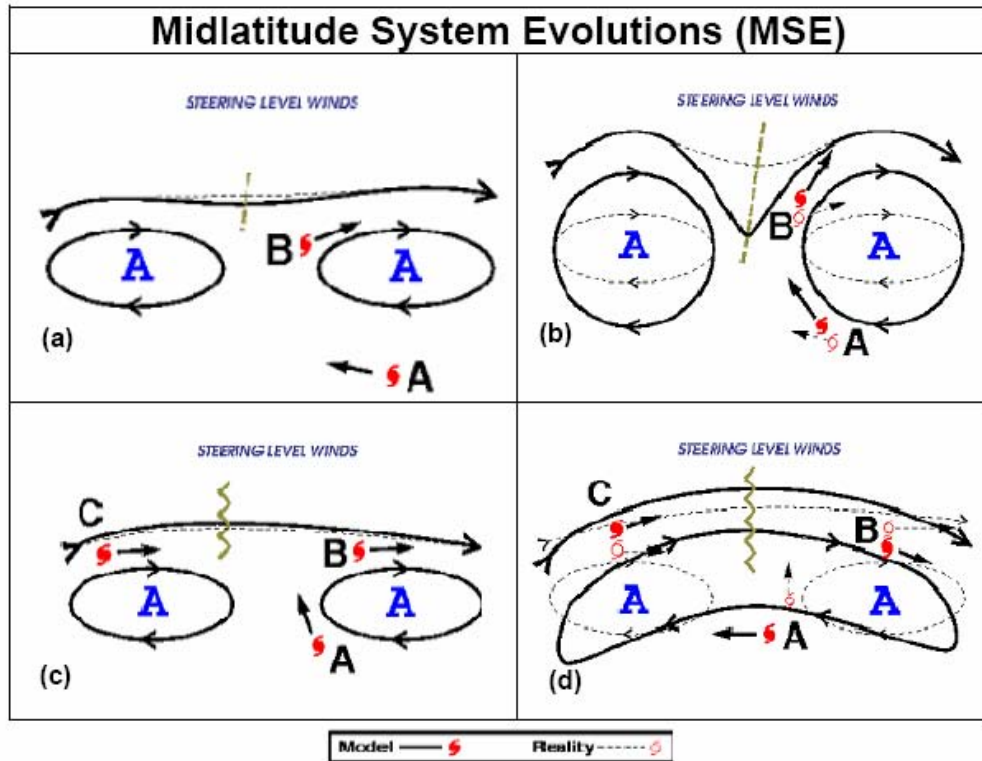 Midlatitude System Evolutions (MSE)
STEERING LEVEL WINDS
A
B
A
A
(a)
STEERING LEVEL WINDS
A
B
A
A
(b)
STEERING LEVEL WINDS
C
B
A
A
A
(c)
STEERING LEVEL WINDS
C
B
A
A
A
(d)
Model
Reality